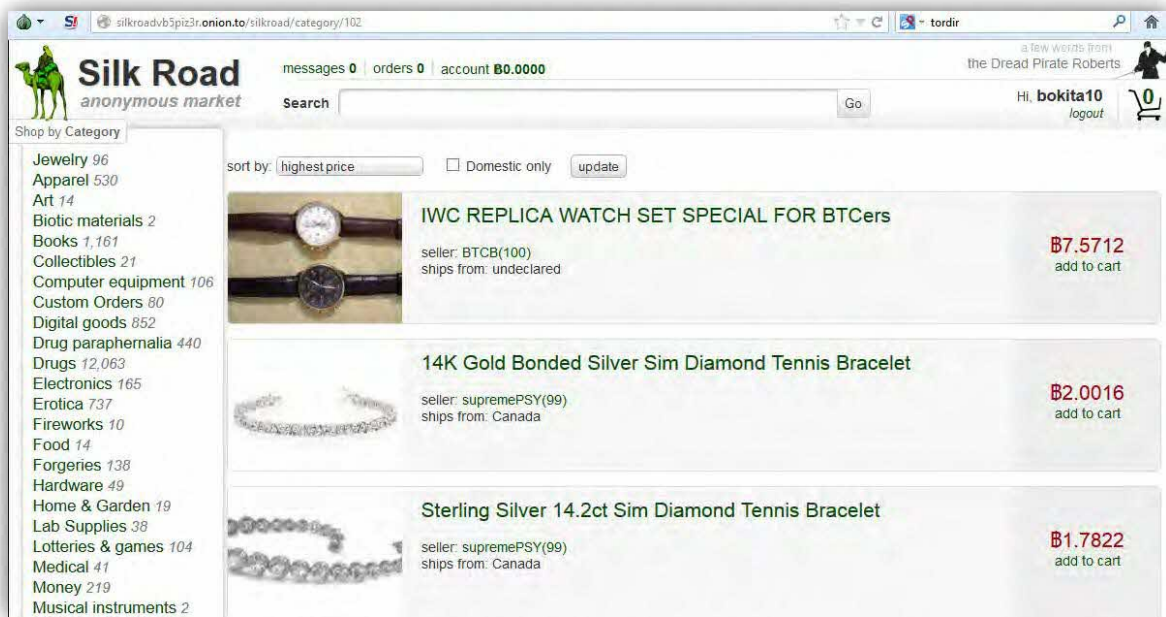 silkroadvb5piz3r.onion.to/silkroad/category/102
tordir
Silk Road
anonymous market
messages 0 orders 0 account ฿0.0000
a few words from
the Dread Pirate Roberts
Search
Go
Hi, bokita10
logout
0
Shop by Category
Jewelry 96
Apparel 530
Art 14
Biotic materials 2
Books 1,161
Collectibles 21
Computer equipment 106
Custom Orders 80
Digital goods 852
Drug paraphernalia 440
Drugs 12,063
Electronics 165
Erotica 737
Fireworks 10
Food 14
Forgeries 138
Hardware 49
Home & Garden 19
Lab Supplies 38
Lotteries & games 104
Medical 41
Money 219
Musical instruments 2
sort by: highest price Domestic only update
IWC REPLICA WATCH SET SPECIAL FOR BTCers
seller: BTCB(100)
ships from: undeclared
฿7.5712
add to cart
14K Gold Bonded Silver Sim Diamond Tennis Bracelet
seller: supremePSY(99)
ships from: Canada
฿2.0016
add to cart
Sterling Silver 14.2ct Sim Diamond Tennis Bracelet
seller: supremePSY(99)
ships from: Canada
฿1.7822
add to cart